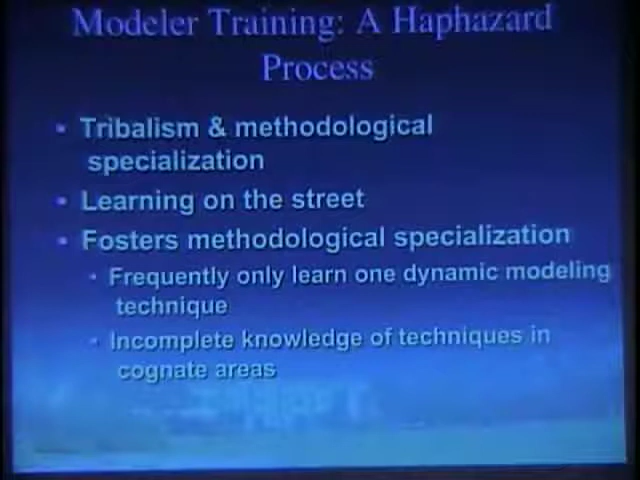 Modeler Training: A Haphazard
Process
Tribalism & methodological
specialization
Learning on the street
Fosters methodological specialization
Frequently only learn one dynamic modeling
technique
Incomplete knowledge of techniques in
cognate areas